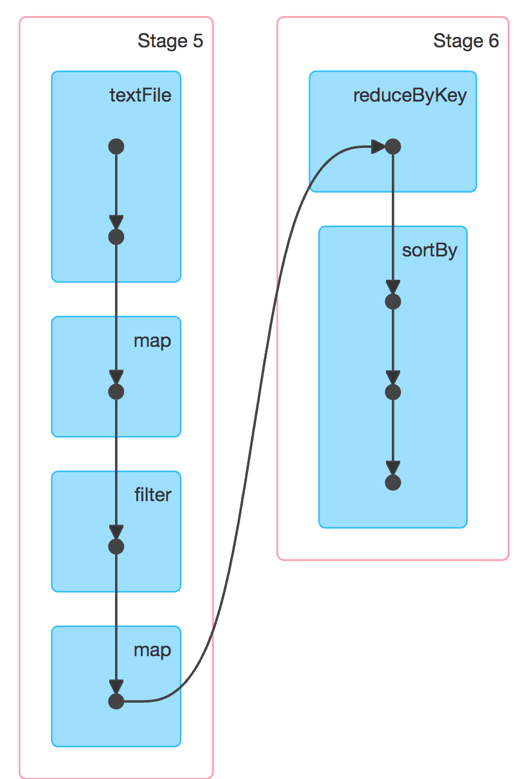 Stage 5
textFile
map
filter
map
Stage 6
reduceByKey
sortBy